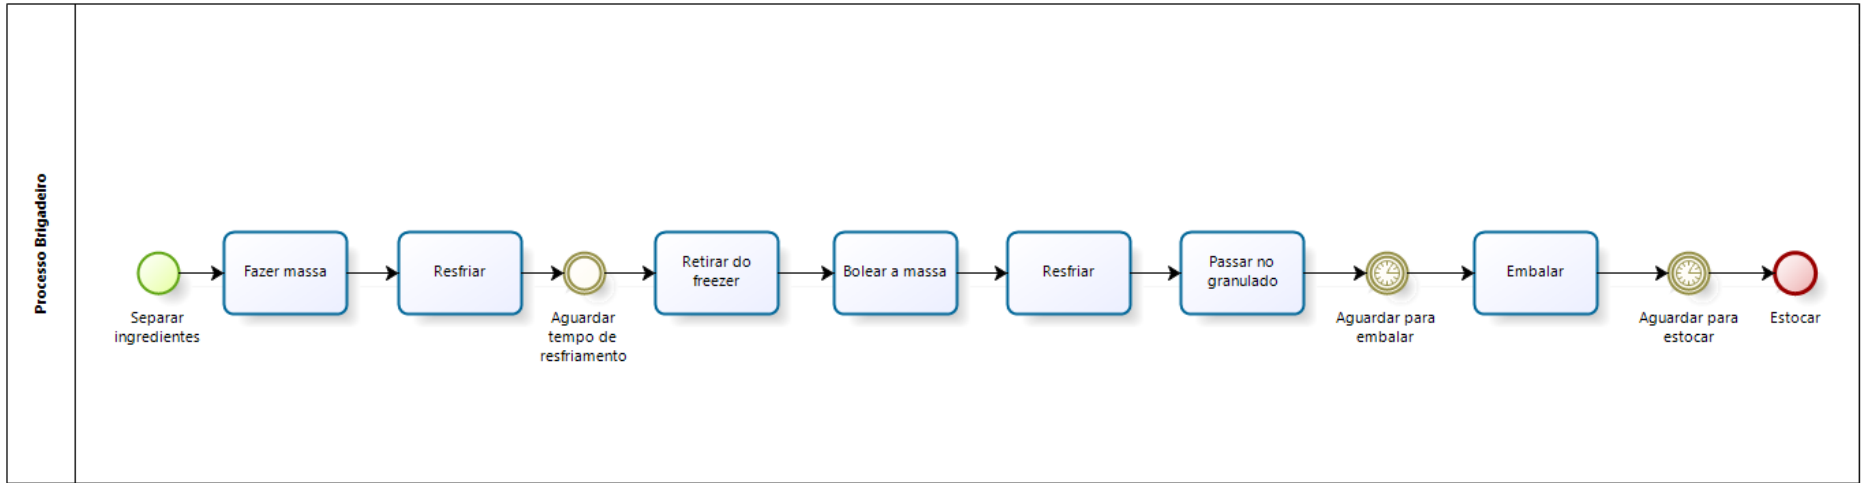 Processo Brigadeiro
Separar
ingredientes
Fazer massa
Resfriar
Aguardar
tempo de
resfriamento
Retirar do
freezer
Bolear a massa
Resfriar
Passar no
granulado
Aguardar para
embalar
Embalar
Aguardar para
estocar
Estocar